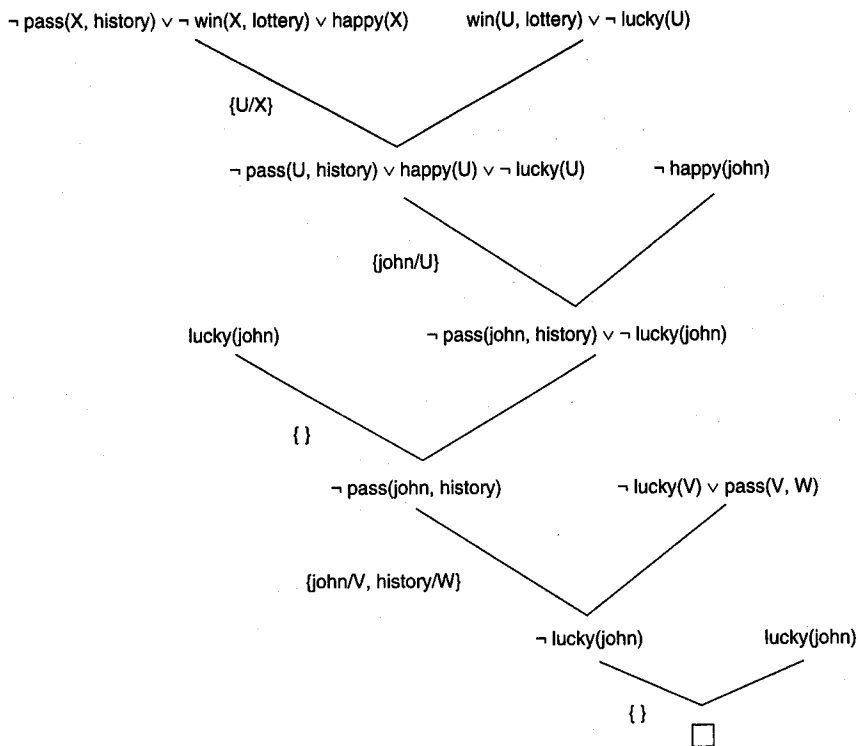 ¬ pass(X, history) ∨ ¬ win(X, lottery) ∨ happy(X) win(U, lottery) ∨ ¬ lucky(U)
{U/X}
¬ pass(U, history) ∨ happy(U) ∨ ¬ lucky(U) ¬ happy(john)
{john/U}
lucky(john) ¬ pass(john, history) ∨ ¬ lucky(john)
{ }
¬ pass(john, history) ¬ lucky(V) ∨ pass(V, W)
{john/V, history/W}
¬ lucky(john) lucky(john)
{ }